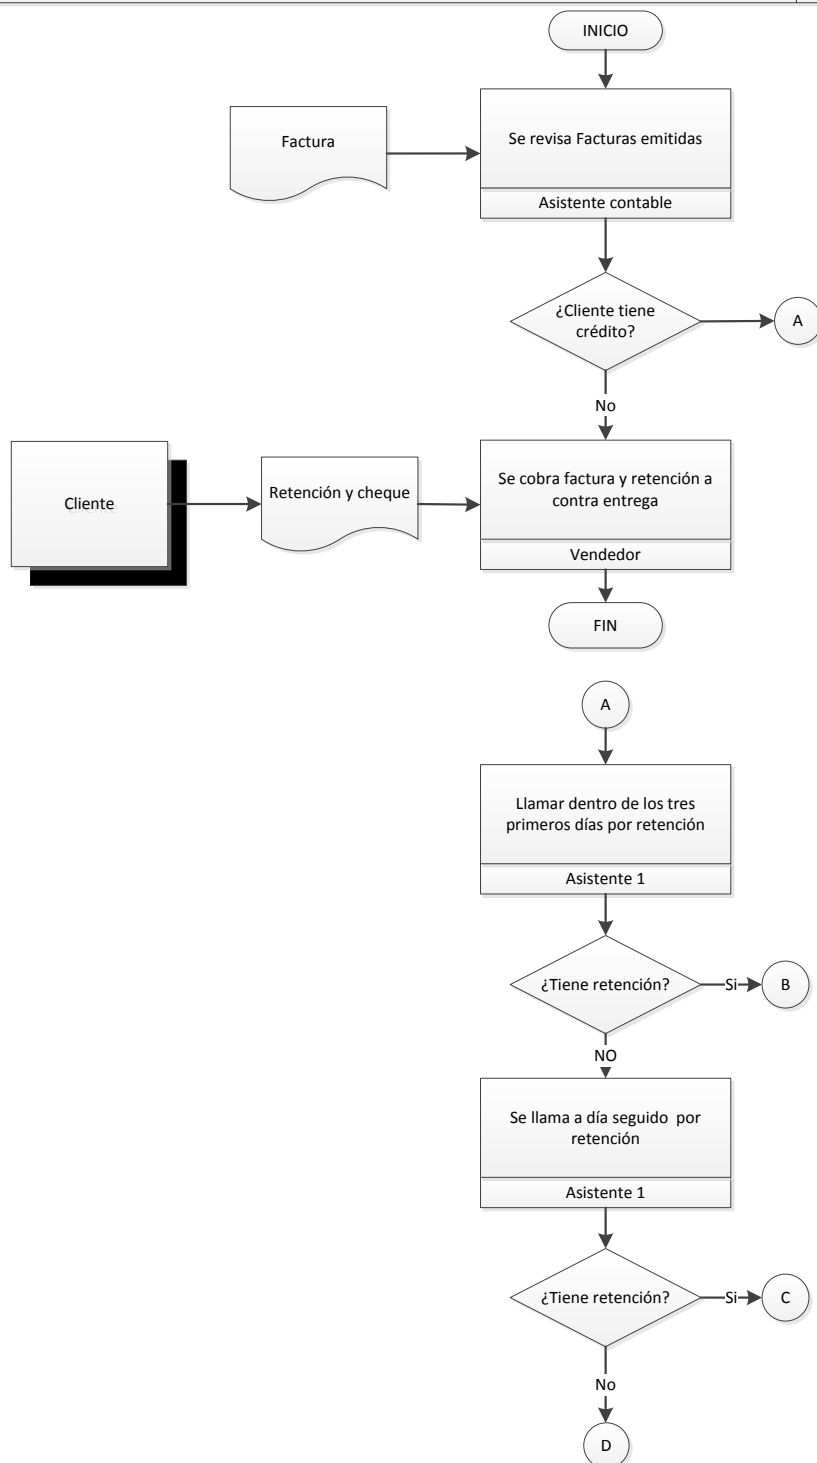 INICIO
Factura
Se revisa Facturas emitidas
Asistente contable
¿Cliente tiene
crédito?
A
No
Cliente
Retención y cheque
Se cobra factura y retención a
contra entrega
Vendedor
FIN
A
Llamar dentro de los tres
primeros días por retención
Asistente 1
¿Tiene retención?
Si
B
NO
Se llama a día seguido por
retención
Asistente 1
¿Tiene retención?
Si
C
No
D